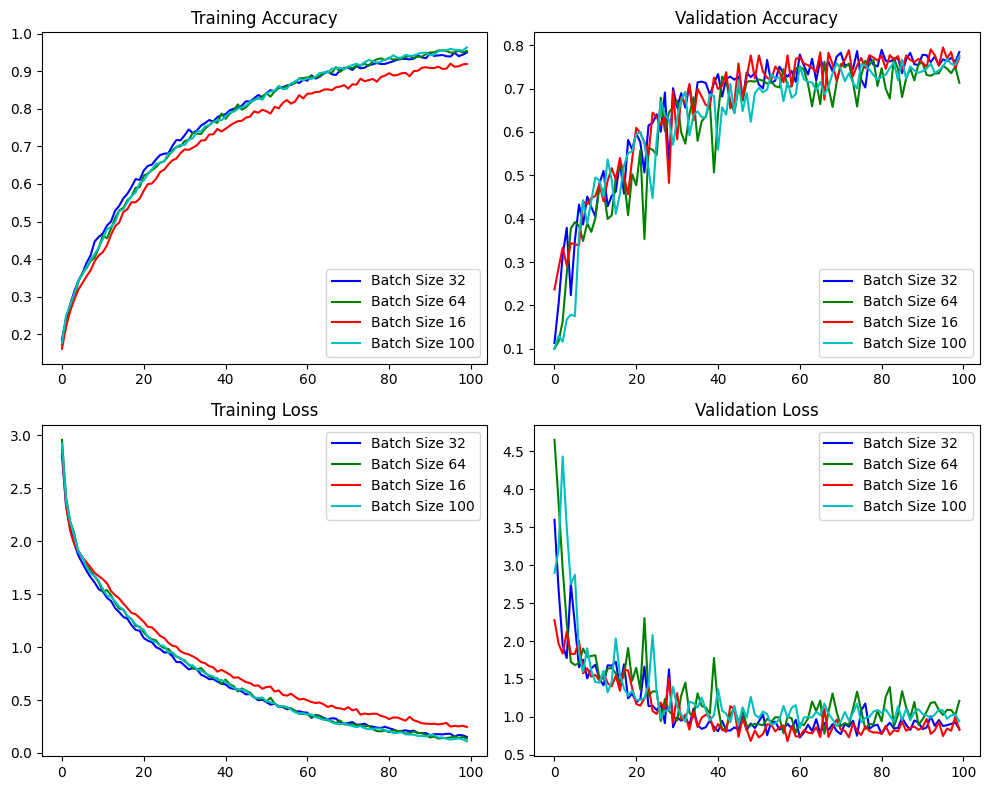 Training Accuracy
1.0
0.9
0.8
0.7
0.6
0.5
0.4
0.3
0.2
Batch Size 32
Batch Size 64
Batch Size 16
Batch Size 100
0 20 40 60 80 100
Validation Accuracy
0.8
0.7
0.6
0.5
0.4
0.3
0.2
0.1
Batch Size 32
Batch Size 64
Batch Size 16
Batch Size 100
0 20 40 60 80 100
Training Loss
3.0
2.5
2.0
1.5
1.0
0.5
0.0
Batch Size 32
Batch Size 64
Batch Size 16
Batch Size 100
0 20 40 60 80 100
Validation Loss
4.5
4.0
3.5
3.0
2.5
2.0
1.5
1.0
0.5
Batch Size 32
Batch Size 64
Batch Size 16
Batch Size 100
0 20 40 60 80 100